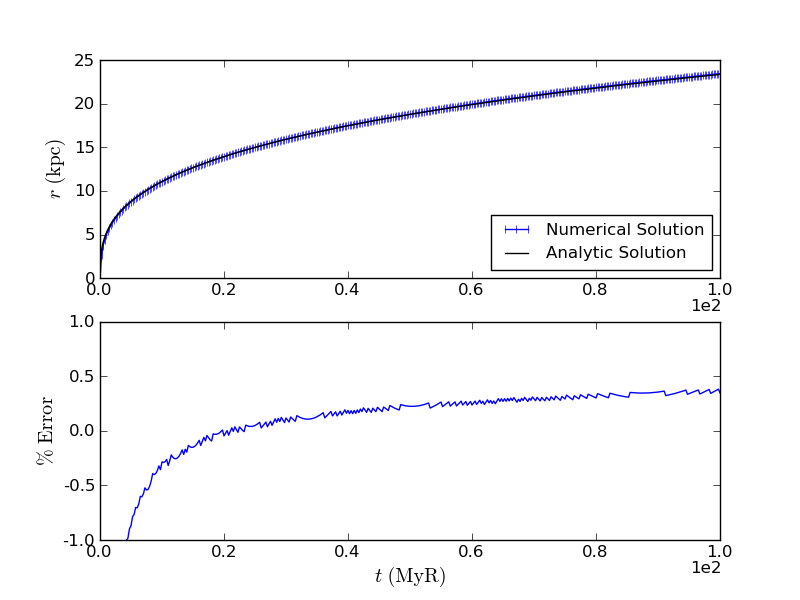 25
20
15
10
5
0
r (kpc)
Numerical Solution
Analytic Solution
0.0 0.2 0.4 0.6 0.8 1.0
1e2
1.0
0.5
0.0
-0.5
-1.0
% Error
0.0 0.2 0.4 0.6 0.8 1.0
1e2
t (MyR)